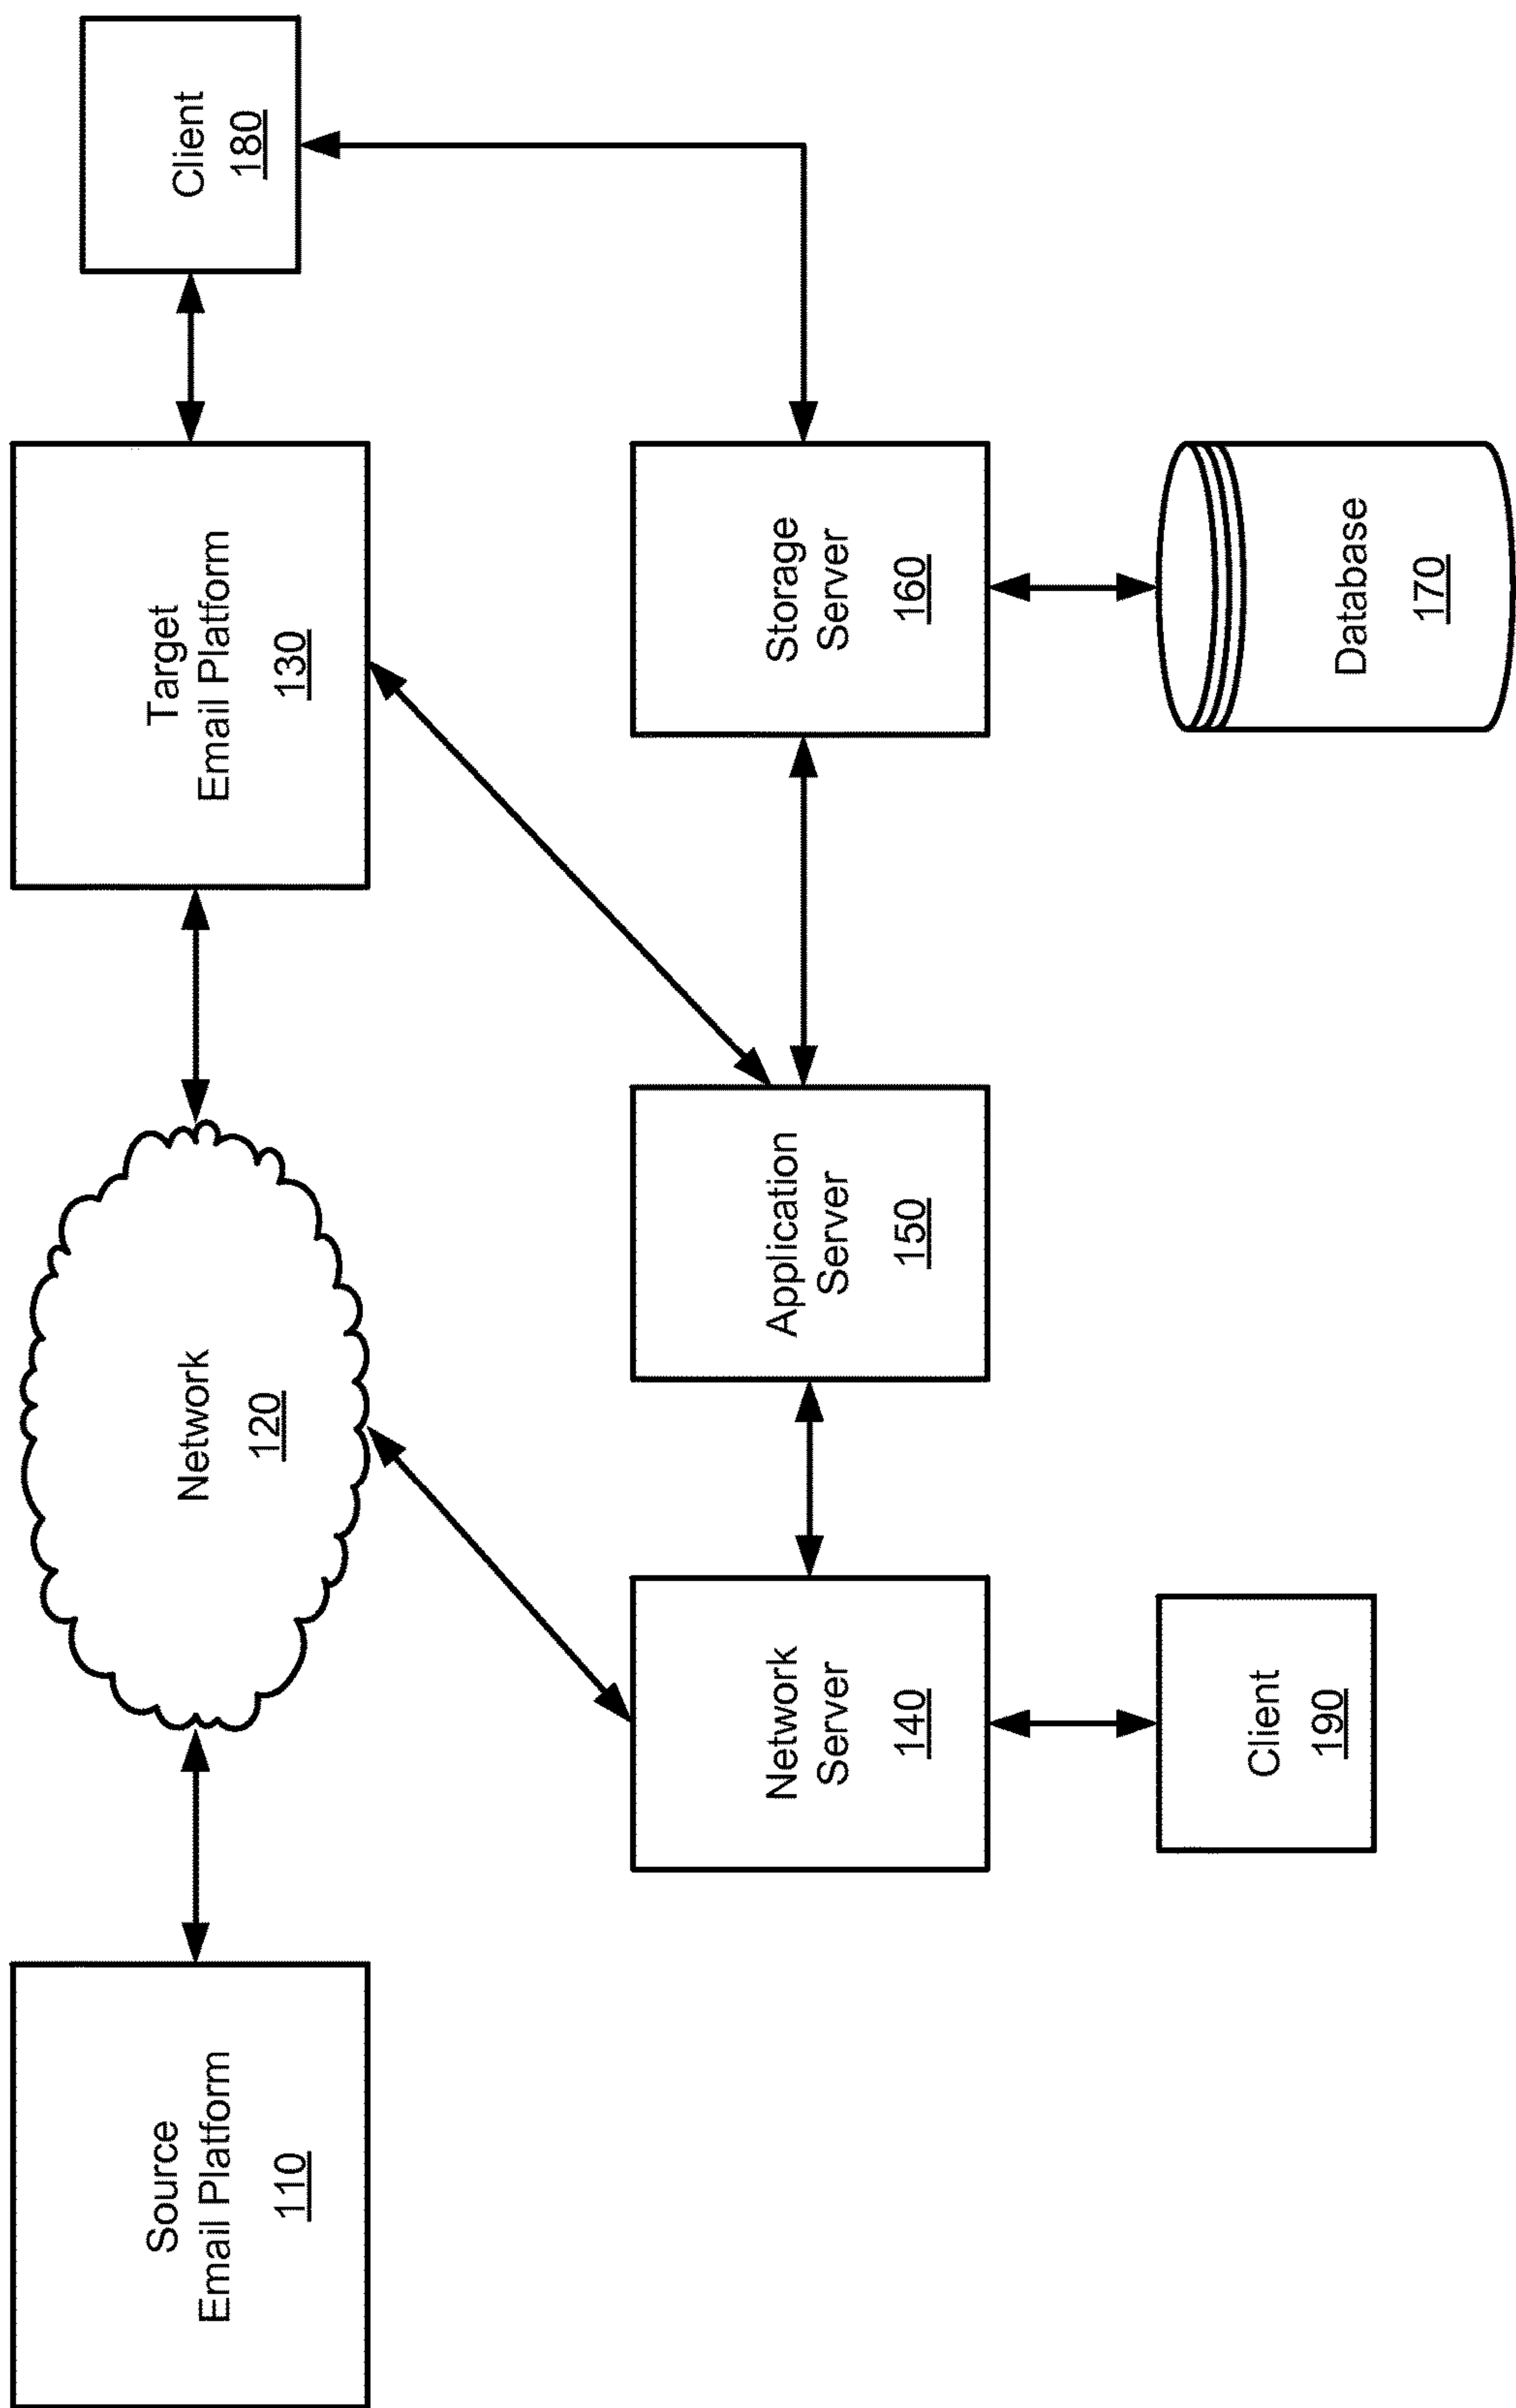 Source
Email Platform
110
Network
120
Target
Email Platform
130
Client
180
Network
Server
140
Application
Server
150
Storage
Server
160
Client
190
Database
170